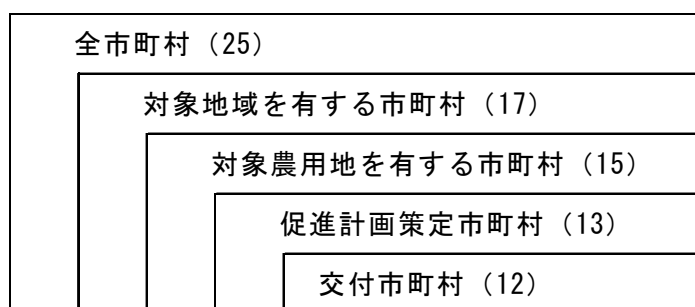 全市町村（25）
対象地域を有する市町村（17）
対象農用地を有する市町村（15）
促進計画策定市町村（13）
交付市町村（12）